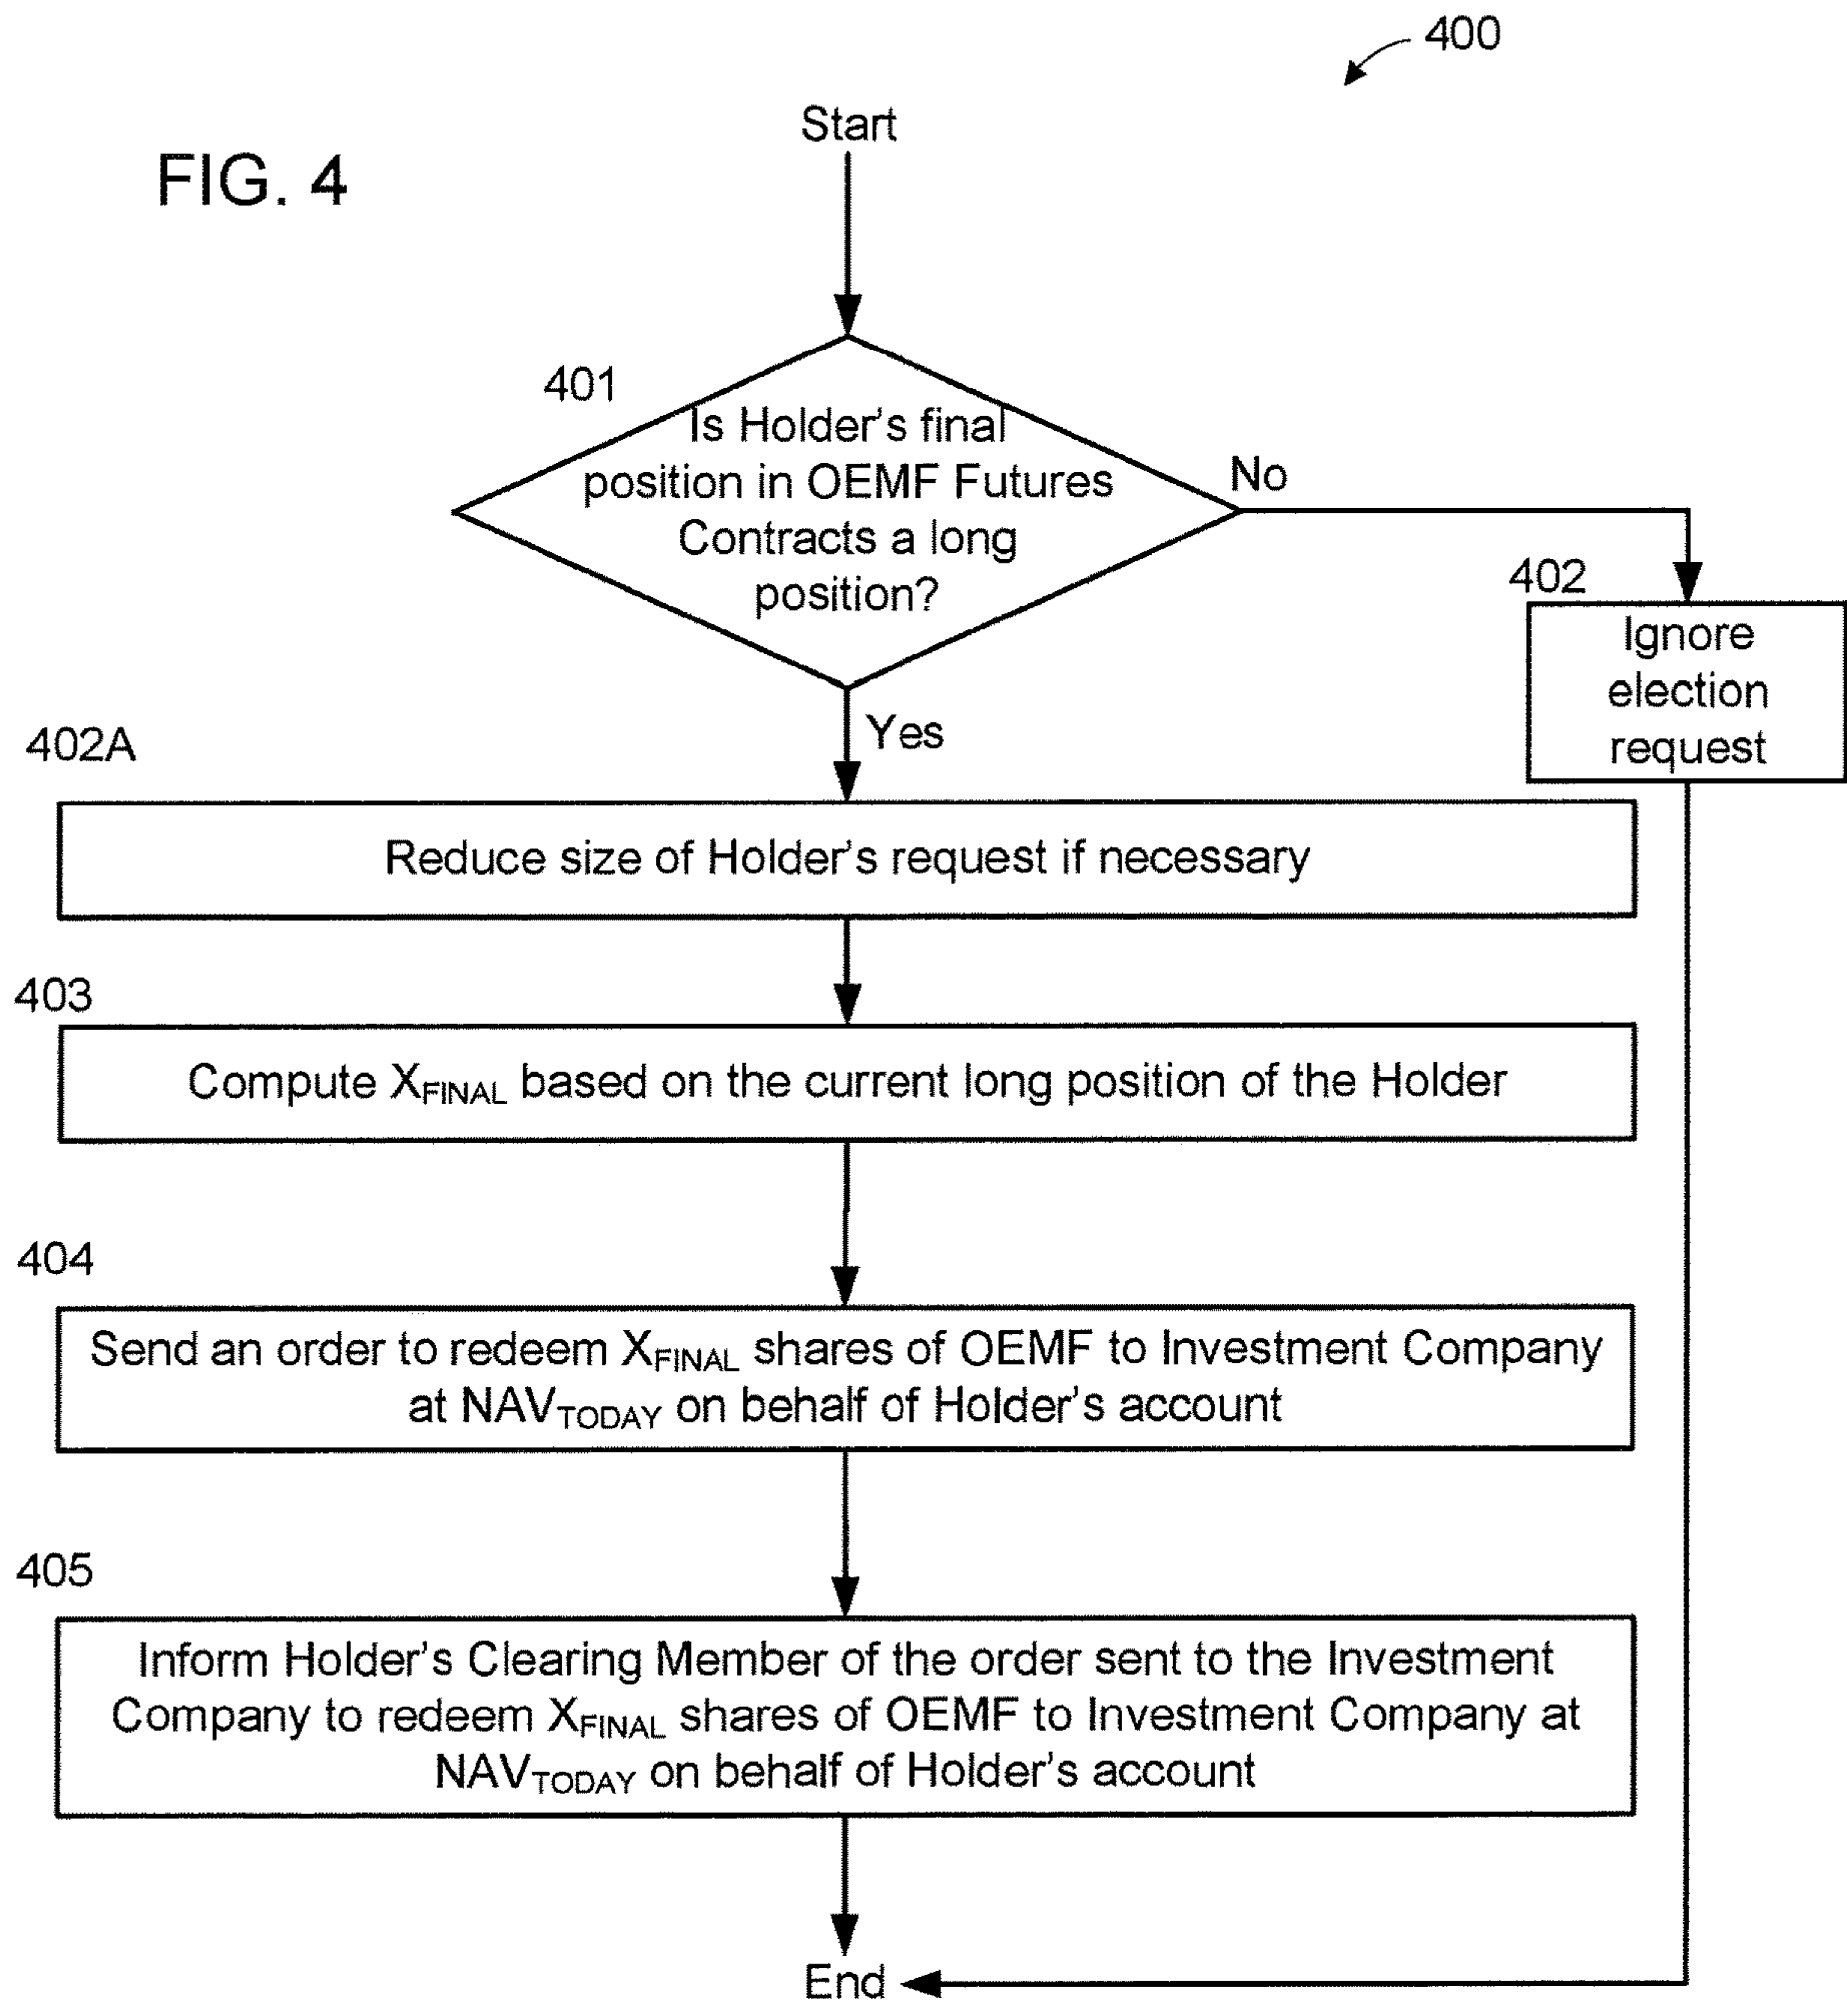 400
Start
FIG. 4
401
Is Holder's final
position in OEMF Futures
Contracts a long
position?
No
402
Ignore
election
request
Yes
402A
Reduce size of Holder's request if necessary
403
Compute XFINAL based on the current long position of the Holder
404
Send an order to redeem XFINAL shares of OEMF to Investment Company
at NAVTODAY on behalf of Holder's account
405
Inform Holder's Clearing Member of the order sent to the Investment
Company to redeem XFINAL shares of OEMF to Investment Company at
NAVTODAY on behalf of Holder's account
End